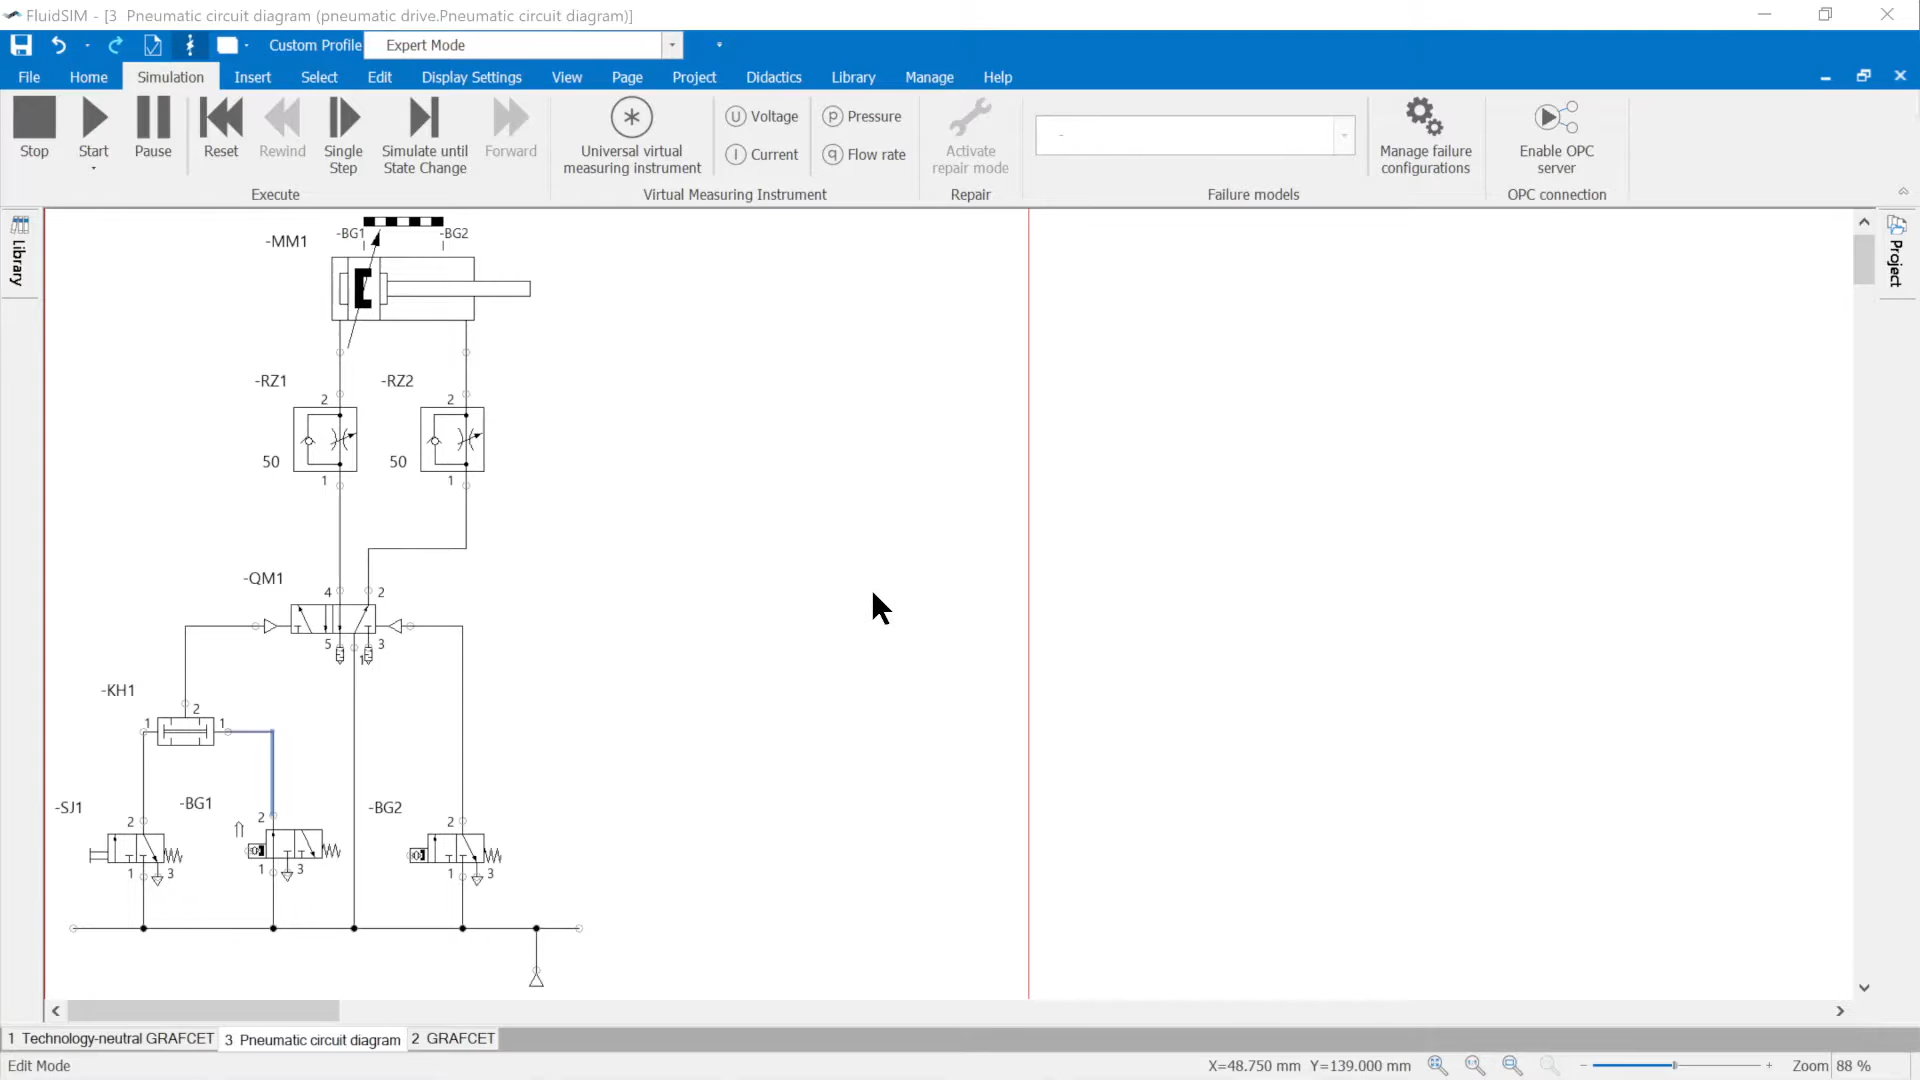 FluidSIM - [3  Pneumatic circuit diagram (pneumatic drive.Pneumatic circuit diagram)]
Custom Profile Expert Mode
File Home Simulation Insert Select Edit Display Settings View Page Project Didactics Library Manage Help
Stop Start Pause Reset Rewind Single Step Simulate until State Change Forward
Execute
Universal virtual measuring instrument
U Voltage p Pressure
I Current q Flow rate
Virtual Measuring Instrument
Activate repair mode
Repair
-
Failure models
Manage failure configurations
Enable OPC server
OPC connection
Library
Project
-MM1 -BG1 -BG2
-RZ1 -RZ2
2 2
50 50
1 1
-QM1
4 2
5 1 3
-KH1
2
1 1
-SJ1 -BG1 -BG2
2 2 2
1 3 1 3 1 3
1 Technology-neutral GRAFCET 3 Pneumatic circuit diagram 2 GRAFCET
Edit Mode X=48.750 mm Y=139.000 mm Zoom 88 %